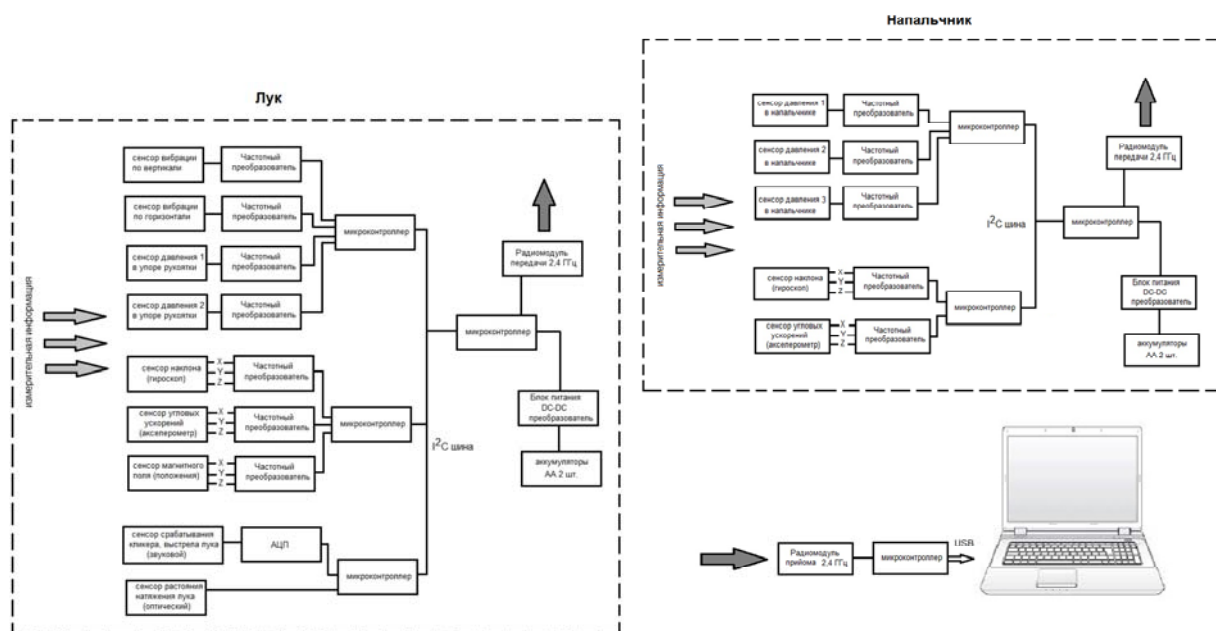 Лук
измерительная информация
сенсор вибрации
по вертикали
Частотный
преобразователь
сенсор вибрации
по горизонтали
Частотный
преобразователь
сенсор давления 1
в упоре рукоятки
Частотный
преобразователь
сенсор давления 2
в упоре рукоятки
Частотный
преобразователь
микроконтроллер
сенсор наклона
(гироскоп)
X
Y
Z
Частотный
преобразователь
сенсор угловых
ускорений
(акселерометр)
X
Y
Z
Частотный
преобразователь
сенсор магнитного
поля (положения)
X
Y
Z
Частотный
преобразователь
микроконтроллер
I²C шина
сенсор срабатывания
кликера, выстрела лука
(звуковой)
АЦП
сенсор растояния
натяжения лука
(оптический)
микроконтроллер
микроконтроллер
Радиомодуль
передачи 2,4 ГГц
Блок питания
DC-DC
преобразователь
аккумуляторы
АА 2 шт.
Напальчник
измерительная информация
сенсор давления 1
в напальчнике
Частотный
преобразователь
сенсор давления 2
в напальчнике
Частотный
преобразователь
сенсор давления 3
в напальчнике
Частотный
преобразователь
микроконтроллер
I²C шина
сенсор наклона
(гироскоп)
X
Y
Z
Частотный
преобразователь
сенсор угловых
ускорений
(акселерометр)
X
Y
Z
Частотный
преобразователь
микроконтроллер
микроконтроллер
Радиомодуль
передачи 2,4 ГГц
Блок питания
DC-DC
преобразователь
аккумуляторы
АА 2 шт.
Радиомодуль
прийома 2,4 ГГц
микроконтроллер
USB